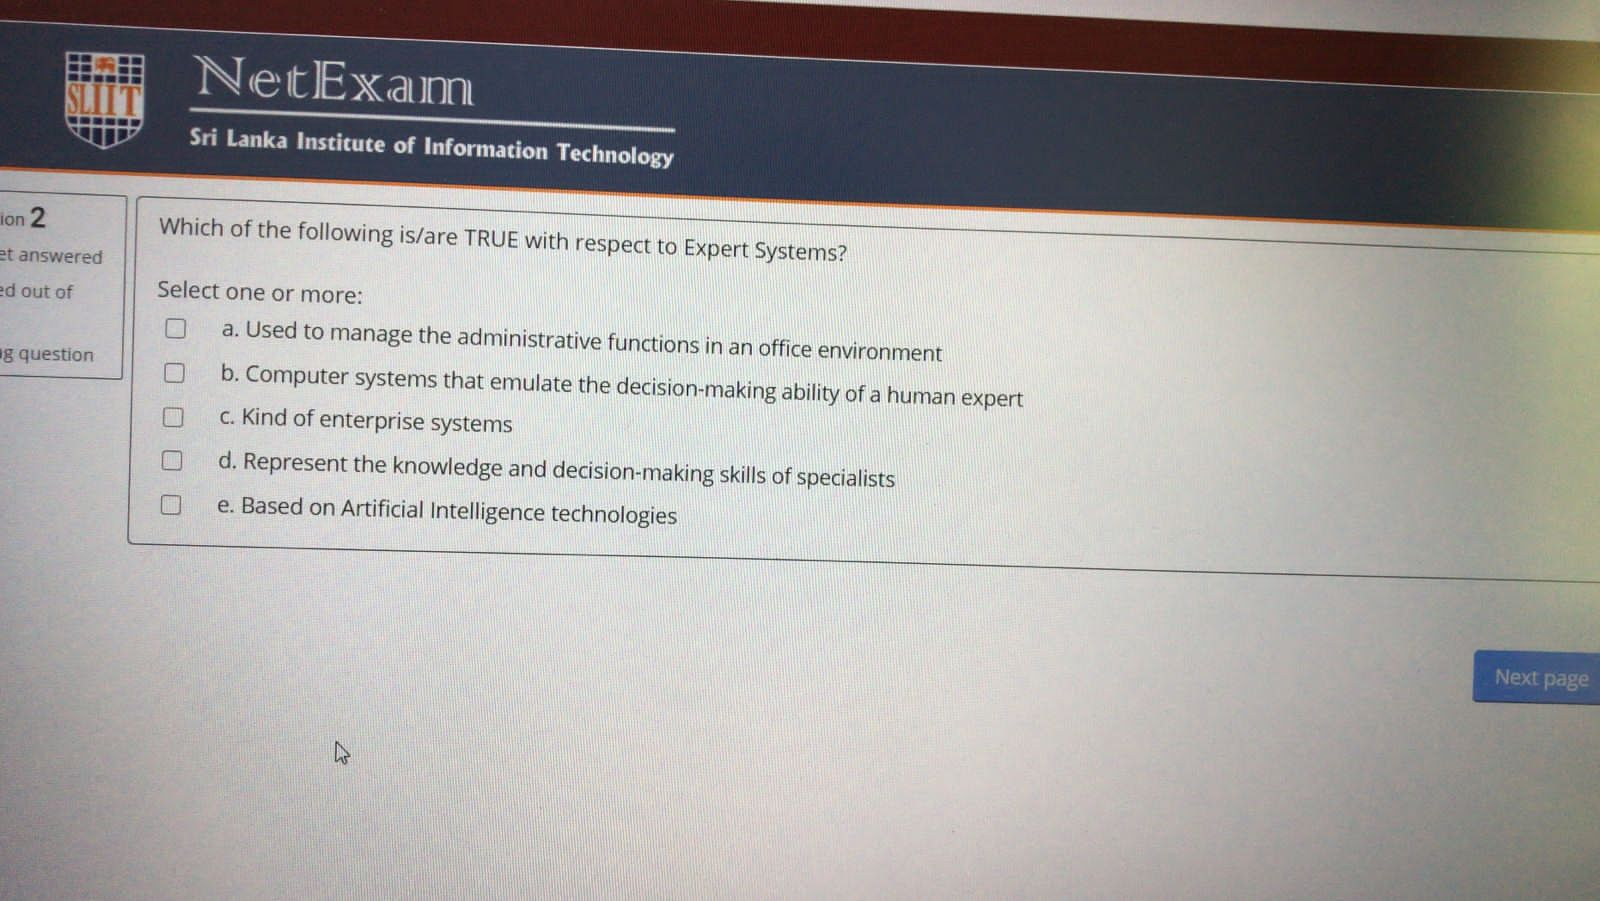 SLIIT
NetExam
Sri Lanka Institute of Information Technology
ion 2
et answered
ed out of
ag question
Which of the following is/are TRUE with respect to Expert Systems?
Select one or more:
a. Used to manage the administrative functions in an office environment
b. Computer systems that emulate the decision-making ability of a human expert
c. Kind of enterprise systems
d. Represent the knowledge and decision-making skills of specialists
e. Based on Artificial Intelligence technologies
Next page